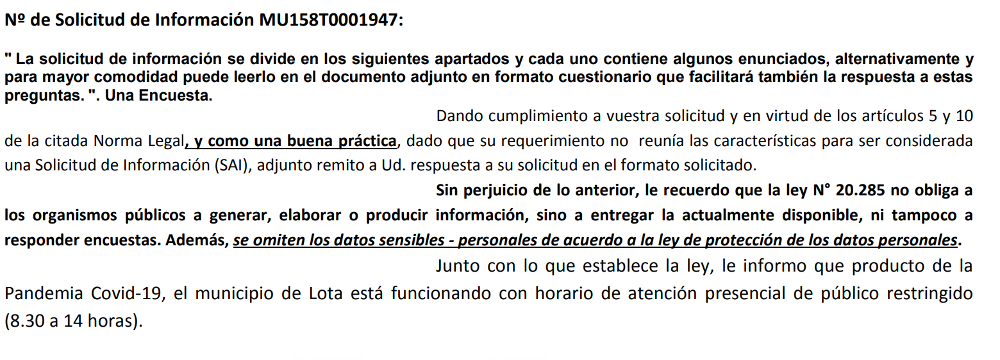 Nº de Solicitud de Información MU158T0001947:
" La solicitud de información se divide en los siguientes apartados y cada uno contiene algunos enunciados, alternativamente y
para mayor comodidad puede leerlo en el documento adjunto en formato cuestionario que facilitará también la respuesta a estas
preguntas. ". Una Encuesta.
Dando cumplimiento a vuestra solicitud y en virtud de los artículos 5 y 10
de la citada Norma Legal, y como una buena práctica, dado que su requerimiento no reunía las características para ser considerada
una Solicitud de Información (SAI), adjunto remito a Ud. respuesta a su solicitud en el formato solicitado.
Sin perjuicio de lo anterior, le recuerdo que la ley N° 20.285 no obliga a
los organismos públicos a generar, elaborar o producir información, sino a entregar la actualmente disponible, ni tampoco a
responder encuestas. Además, se omiten los datos sensibles - personales de acuerdo a la ley de protección de los datos personales.
Junto con lo que establece la ley, le informo que producto de la
Pandemia Covid-19, el municipio de Lota está funcionando con horario de atención presencial de público restringido
(8.30 a 14 horas).